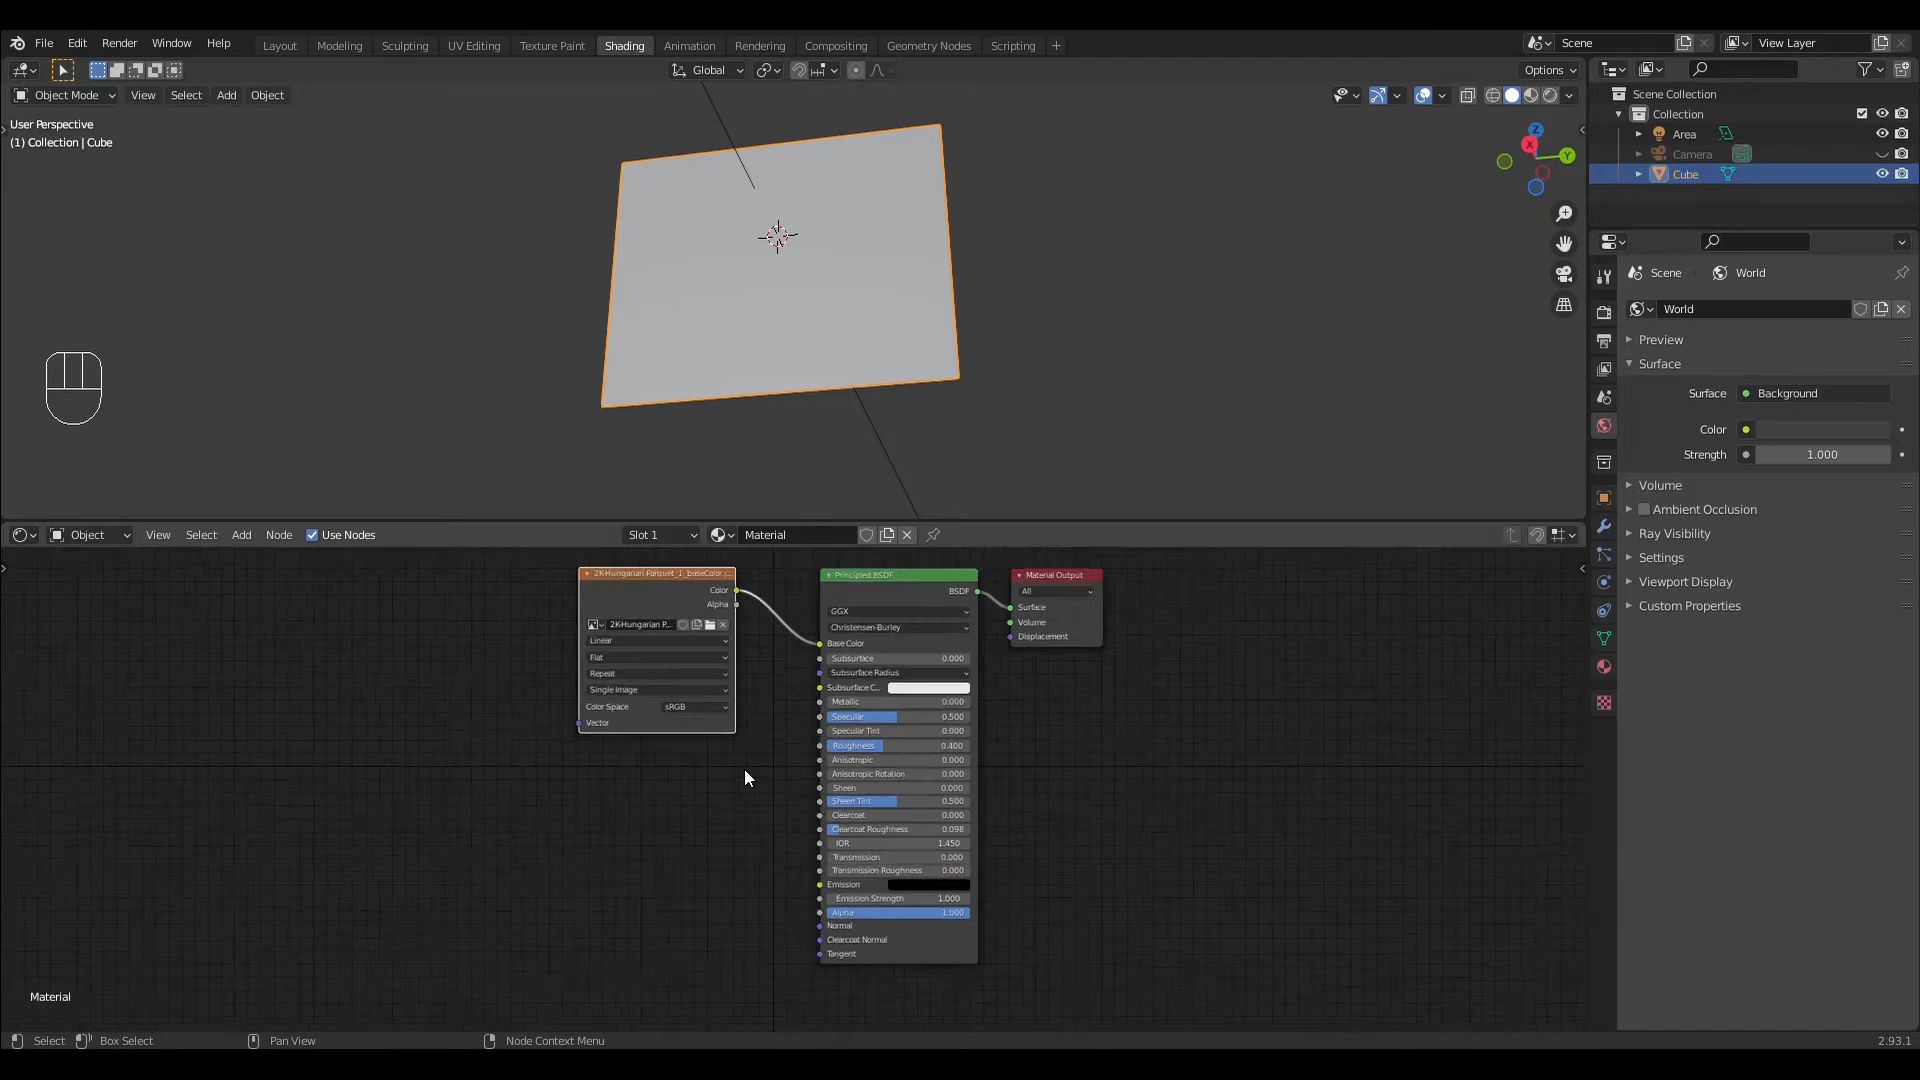 File Edit Render Window Help Layout Modeling Sculpting UV Editing Texture Paint Shading Animation Rendering Compositing Geometry Nodes Scripting + Scene View Layer
Global Options
Object Mode View Select Add Object
User Perspective
(1) Collection | Cube
Z
X
Y
Scene Collection
Collection
Area
Camera
Cube
Scene World
World
Preview
Surface
Surface Background
Color
Strength 1.000
Volume
Ambient Occlusion
Ray Visibility
Settings
Viewport Display
Custom Properties
Object View Select Add Node Use Nodes Slot 1 Material
2K-Hungarian Parquet_1_baseColor...
Color
Alpha
2K-Hungarian P...
Linear
Flat
Repeat
Single Image
Color Space sRGB
Vector
Principled BSDF
BSDF
GGX
Christensen-Burley
Base Color
Subsurface 0.000
Subsurface Radius
Subsurface C...
Metallic 0.000
Specular 0.500
Specular Tint 0.000
Roughness 0.400
Anisotropic 0.000
Anisotropic Rotation 0.000
Sheen 0.000
Sheen Tint 0.500
Clearcoat 0.000
Clearcoat Roughness 0.098
IOR 1.450
Transmission 0.000
Transmission Roughness 0.000
Emission
Emission Strength 1.000
Alpha 1.000
Normal
Clearcoat Normal
Tangent
Material Output
All
Surface
Volume
Displacement
Material
Select Box Select Pan View Node Context Menu 2.93.1